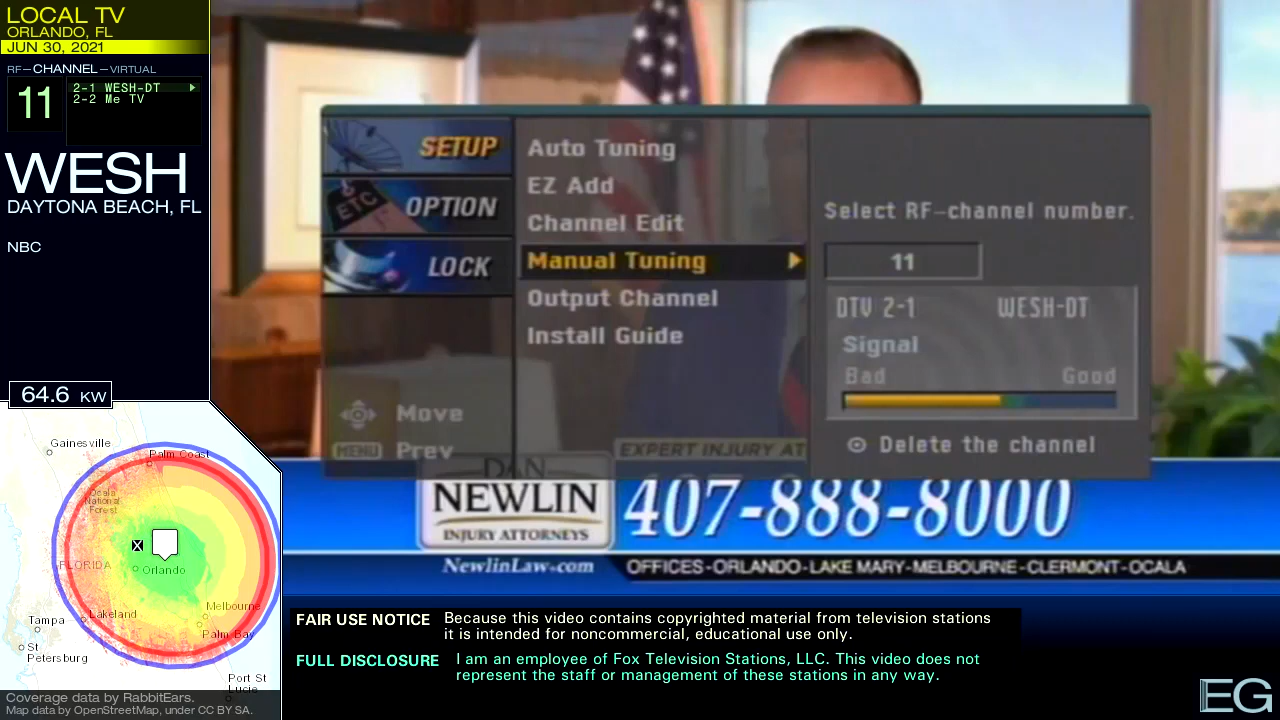 LOCAL TV
ORLANDO, FL
JUN 30, 2021
RF—CHANNEL—VIRTUAL
11
2-1 WESH-DT
2-2 Me TV
WESH
DAYTONA BEACH, FL
NBC
64.6 KW
Gainesville
Palm Coast
Ocala
National
Forest
FLORIDA
Orlando
Melbourne
Lakeland
Tampa
Palm Bay
St
Petersburg
Port St
Lucie
Coverage data by RabbitEars.
Map data by OpenStreetMap, under CC BY SA.
SETUP
ETC
OPTION
LOCK
Move
MENU Prev
Auto Tuning
EZ Add
Channel Edit
Manual Tuning
Output Channel
Install Guide
Select RF-channel number.
11
DTV 2-1 WESH-DT
Signal
Bad Good
Delete the channel
EXPERT INJURY AT
DAN
NEWLIN
INJURY ATTORNEYS
407-888-8000
NewlinLaw.com
OFFICES-ORLANDO-LAKE MARY-MELBOURNE-CLERMONT-OCALA
FAIR USE NOTICE Because this video contains copyrighted material from television stations
it is intended for noncommercial, educational use only.
FULL DISCLOSURE I am an employee of Fox Television Stations, LLC. This video does not
represent the staff or management of these stations in any way.
EG